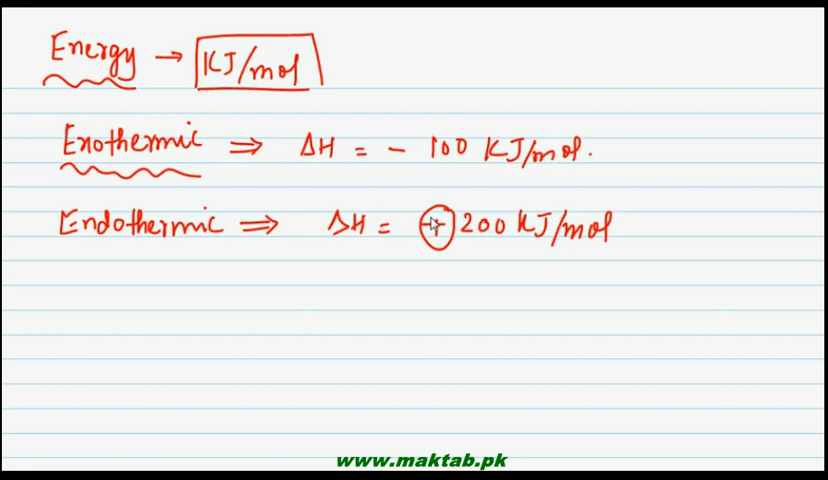 Energy → KJ/mol
Exothermic ⇒ ΔH = - 100 KJ/mol.
Endothermic ⇒ ΔH = + 200 KJ/mol
www.maktab.pk